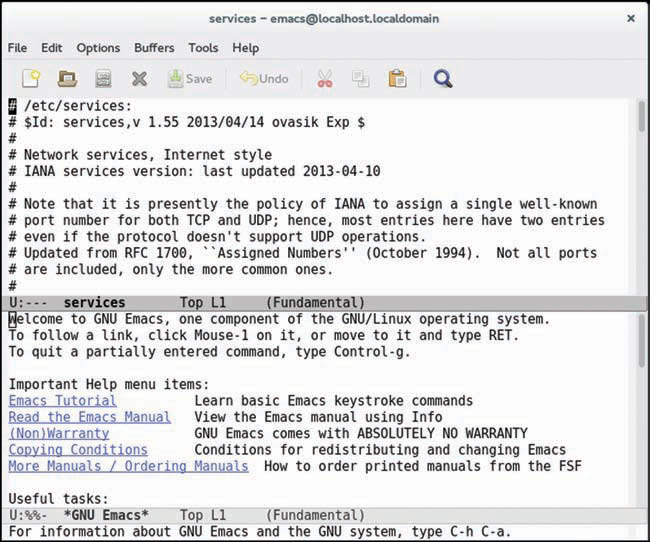 services – emacs@localhost.localdomain ×
File Edit Options Buffers Tools Help
Save Undo
# /etc/services:
# $Id: services,v 1.55 2013/04/14 ovasik Exp $
#
# Network services, Internet style
# IANA services version: last updated 2013-04-10
#
# Note that it is presently the policy of IANA to assign a single well-known
# port number for both TCP and UDP; hence, most entries here have two entries
# even if the protocol doesn't support UDP operations.
# Updated from RFC 1700, ``Assigned Numbers'' (October 1994).  Not all ports
# are included, only the more common ones.
#
U:---  services       Top L1     (Fundamental)
Welcome to GNU Emacs, one component of the GNU/Linux operating system.
To follow a link, click Mouse-1 on it, or move to it and type RET.
To quit a partially entered command, type Control-g.
Important Help menu items:
Emacs Tutorial          Learn basic Emacs keystroke commands
Read the Emacs Manual   View the Emacs manual using Info
(Non)Warranty           GNU Emacs comes with ABSOLUTELY NO WARRANTY
Copying Conditions      Conditions for redistributing and changing Emacs
More Manuals / Ordering Manuals  How to order printed manuals from the FSF
Useful tasks:
U:%%-  *GNU Emacs*    Top L1     (Fundamental)
For information about GNU Emacs and the GNU system, type C-h C-a.